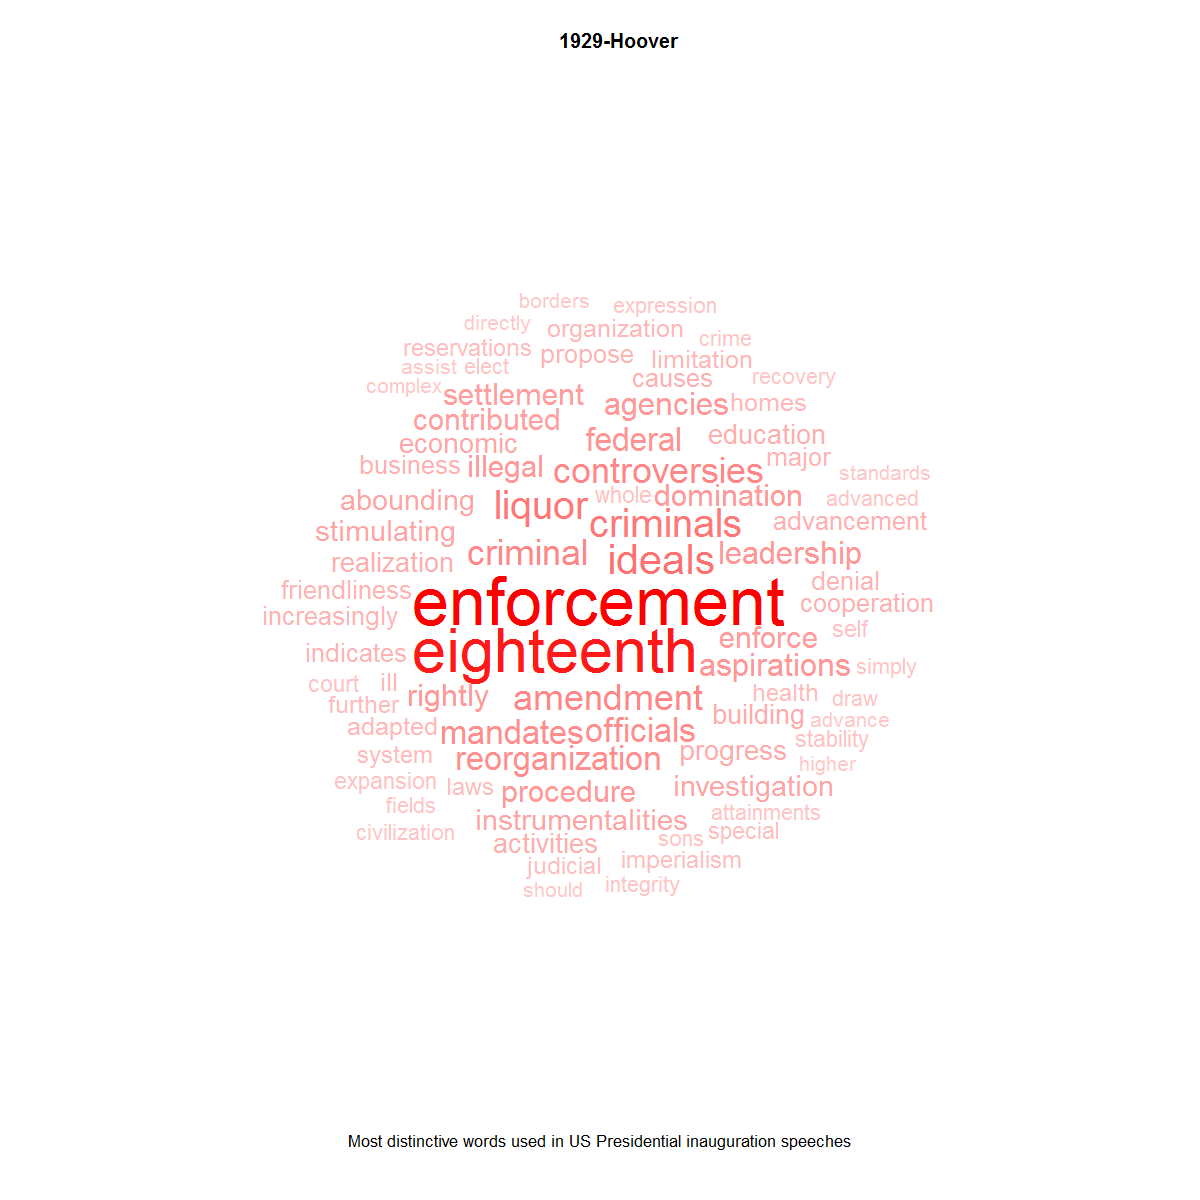 1929-Hoover
borders expression
directly organization crime
reservations propose limitation
assist elect causes recovery
complex settlement agencies homes
contributed federal education
economic
business illegal controversies major standards
abounding liquor whole domination advanced
stimulating criminals advancement
realization criminal ideals leadership
friendliness enforcement denial
increasingly cooperation
indicates eighteenth enforce self
aspirations simply
court ill rightly amendment health draw
further building advance
adapted mandates officials stability
system reorganization progress higher
expansion laws procedure investigation
fields instrumentalities attainments
civilization activities sons special
judicial imperialism
should integrity
Most distinctive words used in US Presidential inauguration speeches